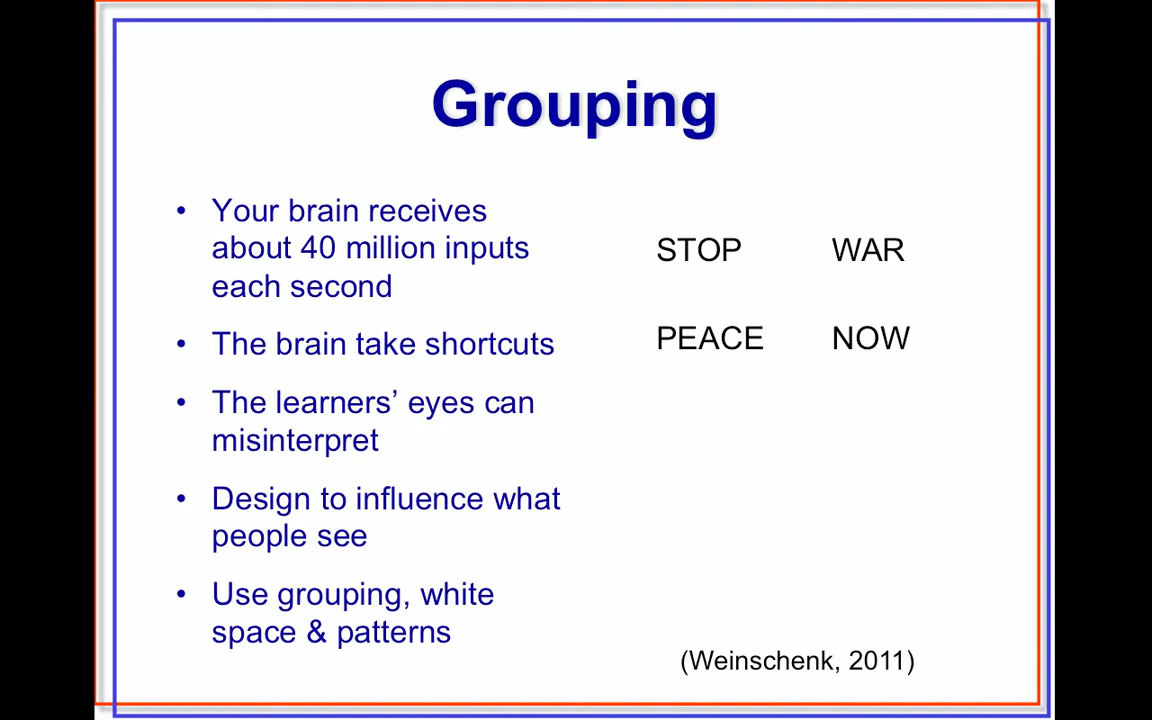 Grouping
• Your brain receives
about 40 million inputs
each second
• The brain take shortcuts
• The learners’ eyes can
misinterpret
• Design to influence what
people see
• Use grouping, white
space & patterns
STOP WAR
PEACE NOW
(Weinschenk, 2011)